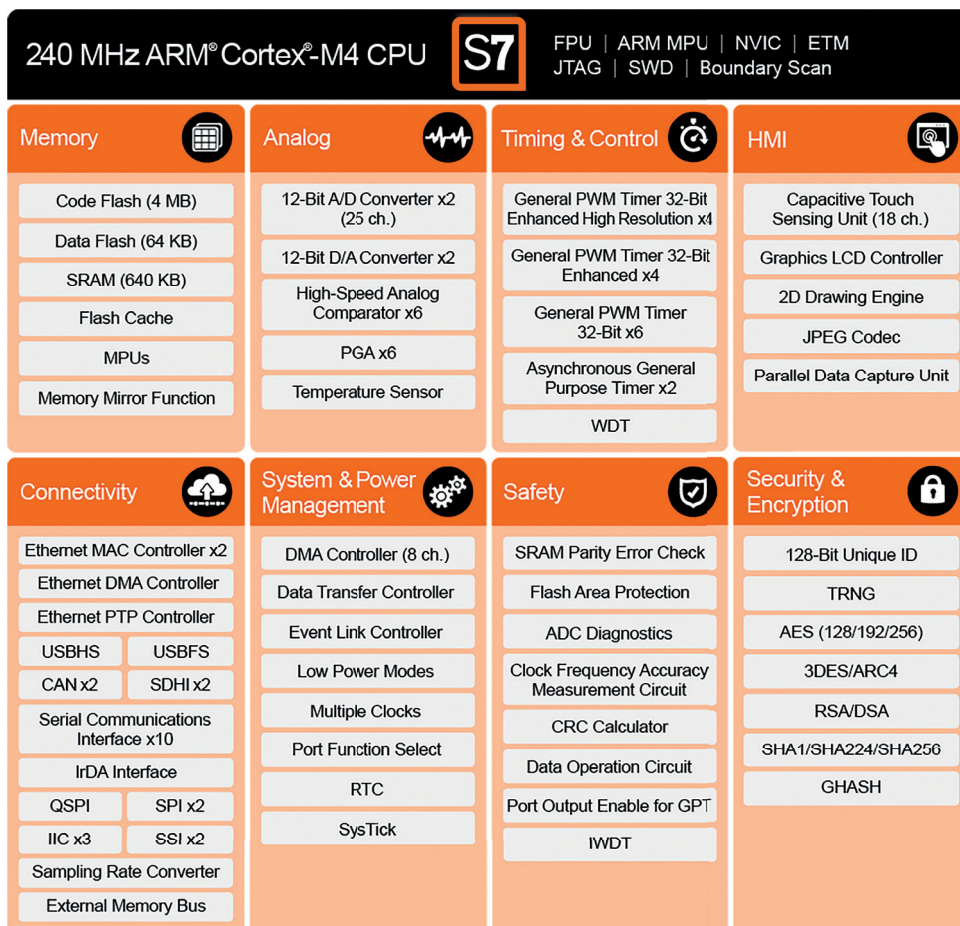 240 MHz ARM® Cortex®-M4 CPU
S7
FPU | ARM MPU | NVIC | ETM
JTAG | SWD | Boundary Scan
Memory
Code Flash (4 MB)
Data Flash (64 KB)
SRAM (640 KB)
Flash Cache
MPUs
Memory Mirror Function
Analog
12-Bit A/D Converter x2
(25 ch.)
12-Bit D/A Converter x2
High-Speed Analog
Comparator x6
PGA x6
Temperature Sensor
Timing & Control
General PWM Timer 32-Bit
Enhanced High Resolution x4
General PWM Timer 32-Bit
Enhanced x4
General PWM Timer
32-Bit x6
Asynchronous General
Purpose Timer x2
WDT
HMI
Capacitive Touch
Sensing Unit (18 ch.)
Graphics LCD Controller
2D Drawing Engine
JPEG Codec
Parallel Data Capture Unit
Connectivity
Ethernet MAC Controller x2
Ethernet DMA Controller
Ethernet PTP Controller
USBHS
USBFS
CAN x2
SDHI x2
Serial Communications
Interface x10
IrDA Interface
QSPI
SPI x2
IIC x3
SSI x2
Sampling Rate Converter
External Memory Bus
System & Power
Management
DMA Controller (8 ch.)
Data Transfer Controller
Event Link Controller
Low Power Modes
Multiple Clocks
Port Function Select
RTC
SysTick
Safety
SRAM Parity Error Check
Flash Area Protection
ADC Diagnostics
Clock Frequency Accuracy
Measurement Circuit
CRC Calculator
Data Operation Circuit
Port Output Enable for GPT
IWDT
Security &
Encryption
128-Bit Unique ID
TRNG
AES (128/192/256)
3DES/ARC4
RSA/DSA
SHA1/SHA224/SHA256
GHASH